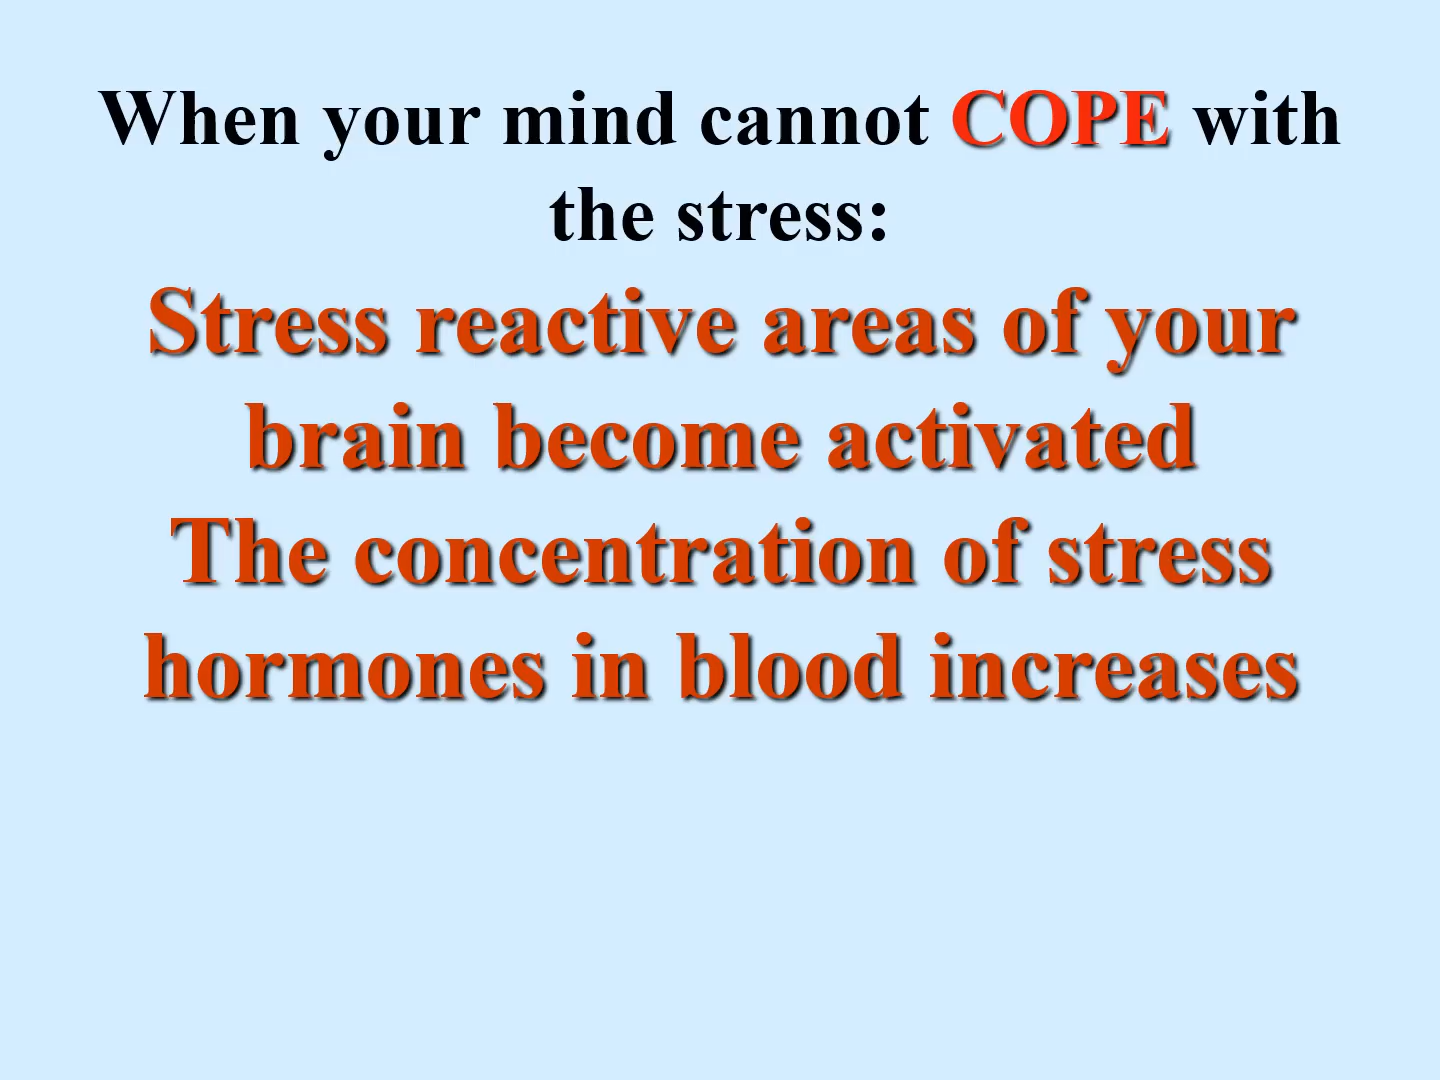 When your mind cannot COPE with
the stress:
Stress reactive areas of your
brain become activated
The concentration of stress
hormones in blood increases